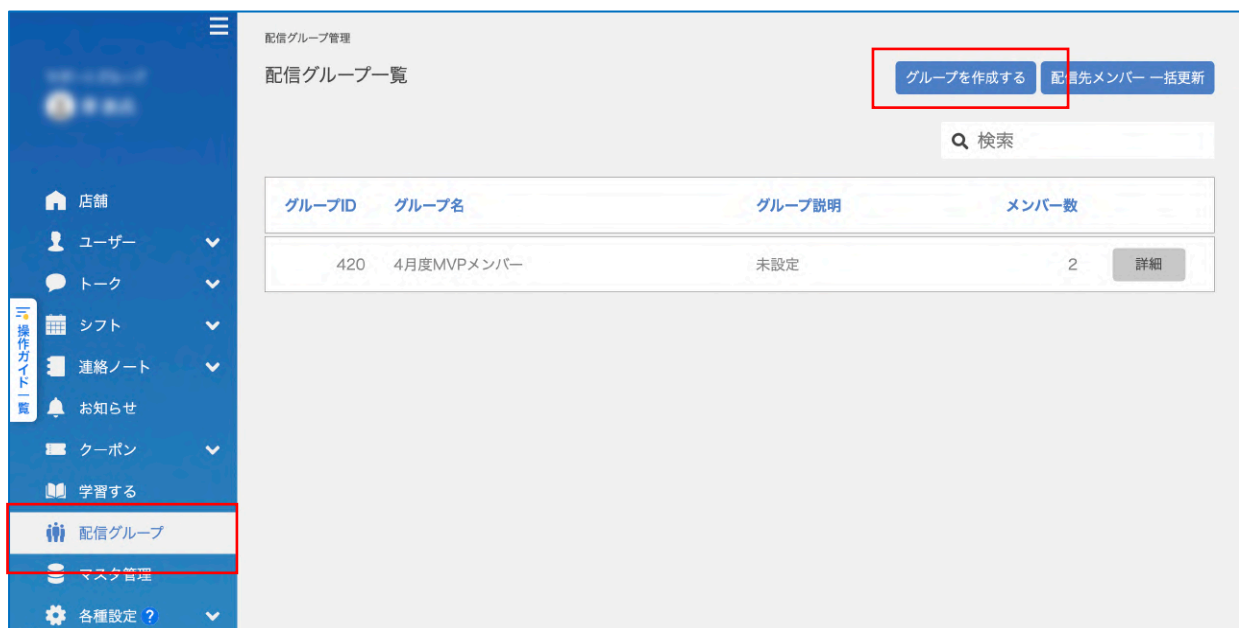 配信グループ管理
配信グループ一覧
グループを作成する
配信先メンバー 一括更新
検索
グループID グループ名 グループ説明 メンバー数
420 4月度MVPメンバー 未設定 2 詳細
店舗
ユーザー
トーク
シフト
連絡ノート
お知らせ
クーポン
学習する
配信グループ
マスタ管理
各種設定 ?
操作ガイド一覧